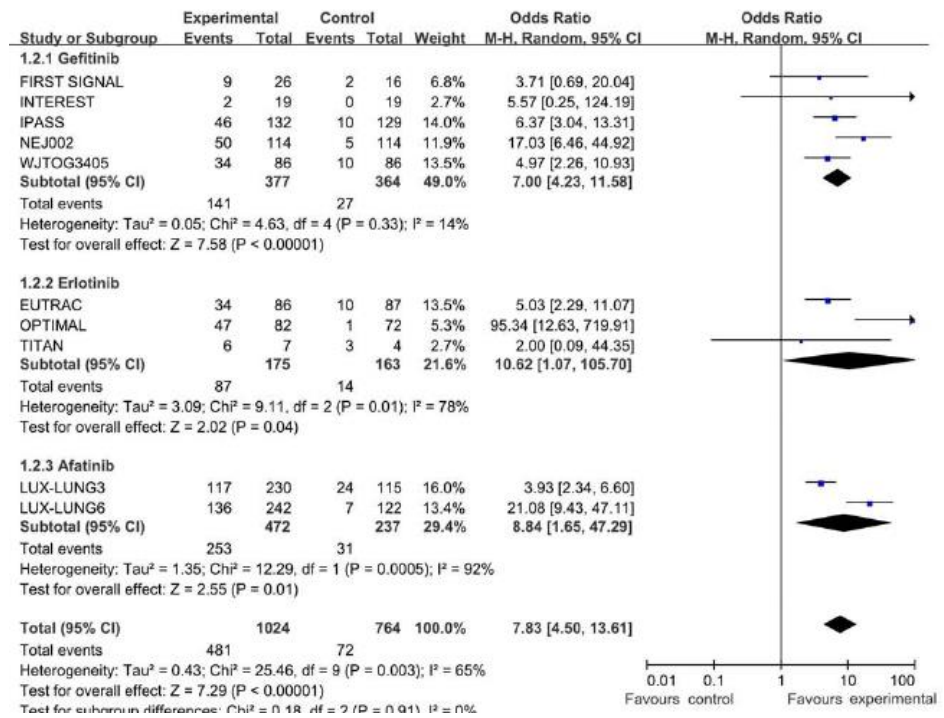 Experimental Control Odds Ratio Odds Ratio
Study or Subgroup Events Total Events Total Weight M-H, Random, 95% CI M-H, Random, 95% CI
1.2.1 Gefitinib
FIRST SIGNAL 9 26 2 16 6.8% 3.71 [0.69, 20.04]
INTEREST 2 19 0 19 2.7% 5.57 [0.25, 124.19]
IPASS 46 132 10 129 14.0% 6.37 [3.04, 13.31]
NEJ002 50 114 5 114 11.9% 17.03 [6.46, 44.92]
WJTOG3405 34 86 10 86 13.5% 4.97 [2.26, 10.93]
Subtotal (95% CI) 377 364 49.0% 7.00 [4.23, 11.58]
Total events 141 27
Heterogeneity: Tau² = 0.05; Chi² = 4.63, df = 4 (P = 0.33); I² = 14%
Test for overall effect: Z = 7.58 (P < 0.00001)
1.2.2 Erlotinib
EUTRAC 34 86 10 87 13.5% 5.03 [2.29, 11.07]
OPTIMAL 47 82 1 72 5.3% 95.34 [12.63, 719.91]
TITAN 6 7 3 4 2.7% 2.00 [0.09, 44.35]
Subtotal (95% CI) 175 163 21.6% 10.62 [1.07, 105.70]
Total events 87 14
Heterogeneity: Tau² = 3.09; Chi² = 9.11, df = 2 (P = 0.01); I² = 78%
Test for overall effect: Z = 2.02 (P = 0.04)
1.2.3 Afatinib
LUX-LUNG3 117 230 24 115 16.0% 3.93 [2.34, 6.60]
LUX-LUNG6 136 242 7 122 13.4% 21.08 [9.43, 47.11]
Subtotal (95% CI) 472 237 29.4% 8.84 [1.65, 47.29]
Total events 253 31
Heterogeneity: Tau² = 1.35; Chi² = 12.29, df = 1 (P = 0.0005); I² = 92%
Test for overall effect: Z = 2.55 (P = 0.01)
Total (95% CI) 1024 764 100.0% 7.83 [4.50, 13.61]
Total events 481 72
Heterogeneity: Tau² = 0.43; Chi² = 25.46, df = 9 (P = 0.003); I² = 65%
Test for overall effect: Z = 7.29 (P < 0.00001)
Test for subgroup differences: Chi² = 0.18, df = 2 (P = 0.91), I² = 0%
0.01 0.1 1 10 100
Favours control Favours experimental